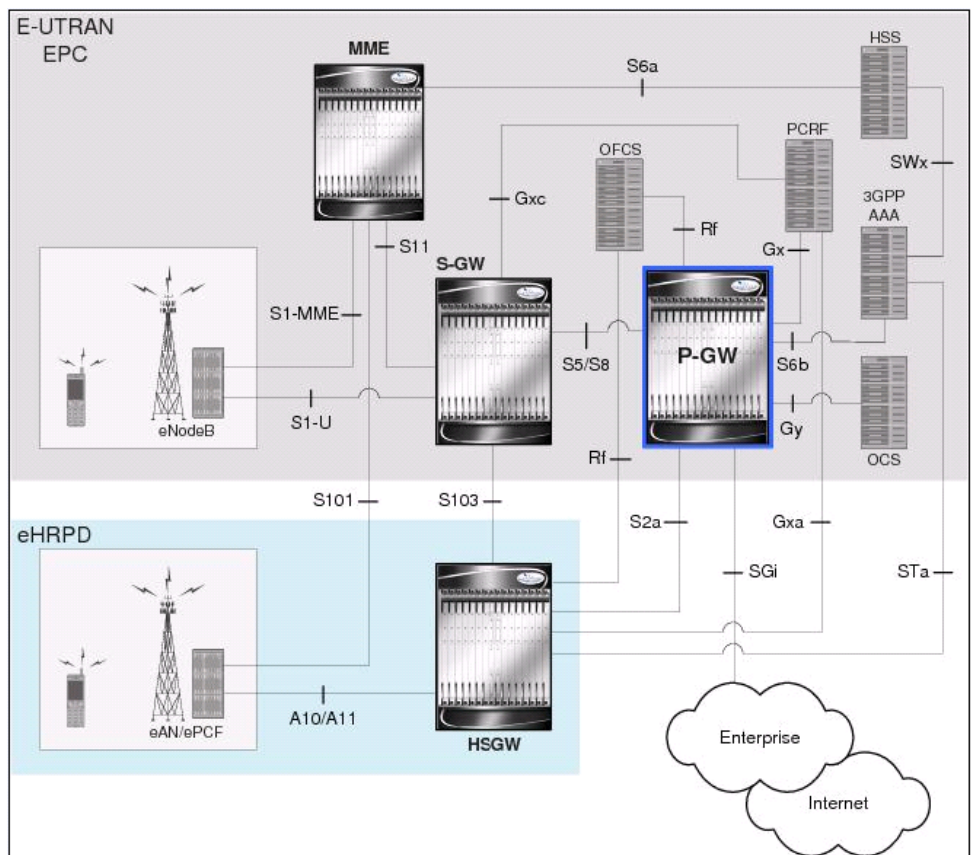 E-UTRAN
EPC
MME
HSS
S6a
PCRF
OFCS
SWx
3GPP
AAA
Gxc
Rf
Gx
S11
S-GW
S1-MME
P-GW
S5/S8
S6b
S1-U
eNodeB
Gy
Rf
OCS
S101
S103
S2a
Gxa
eHRPD
SGi
STa
A10/A11
eAN/ePCF
HSGW
Enterprise
Internet